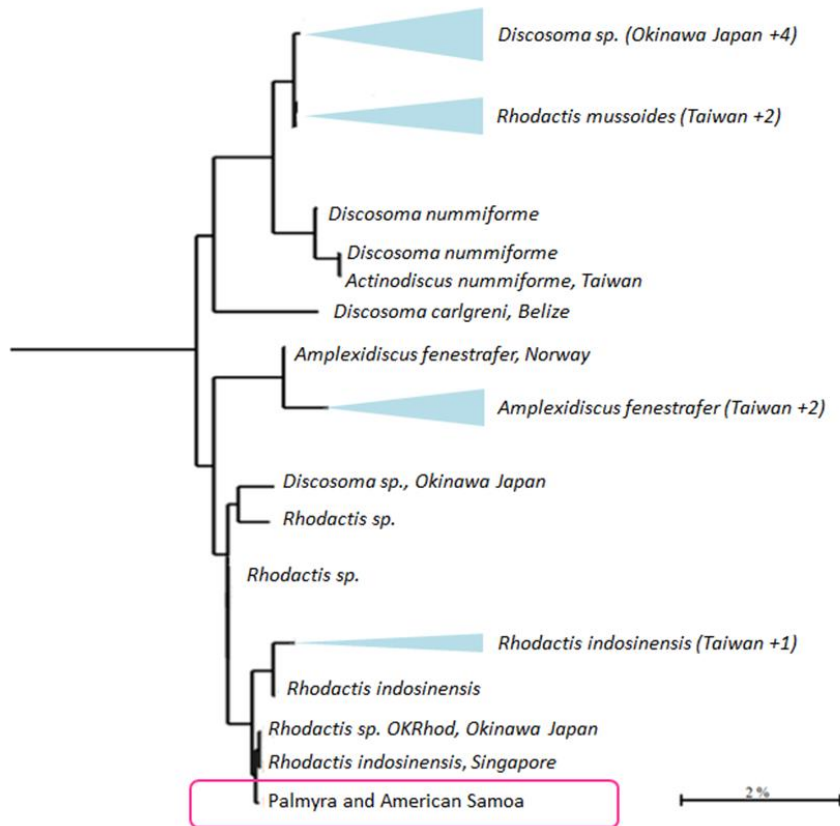 Discosoma sp. (Okinawa Japan +4)
Rhodactis mussoides (Taiwan +2)
Discosoma nummiforme
Discosoma nummiforme
Actinodiscus nummiforme, Taiwan
Discosoma carlgreni, Belize
Amplexidiscus fenestrafer, Norway
Amplexidiscus fenestrafer (Taiwan +2)
Discosoma sp., Okinawa Japan
Rhodactis sp.
Rhodactis sp.
Rhodactis indosinensis (Taiwan +1)
Rhodactis indosinensis
Rhodactis sp. OKRhod, Okinawa Japan
Rhodactis indosinensis, Singapore
Palmyra and American Samoa
2 %